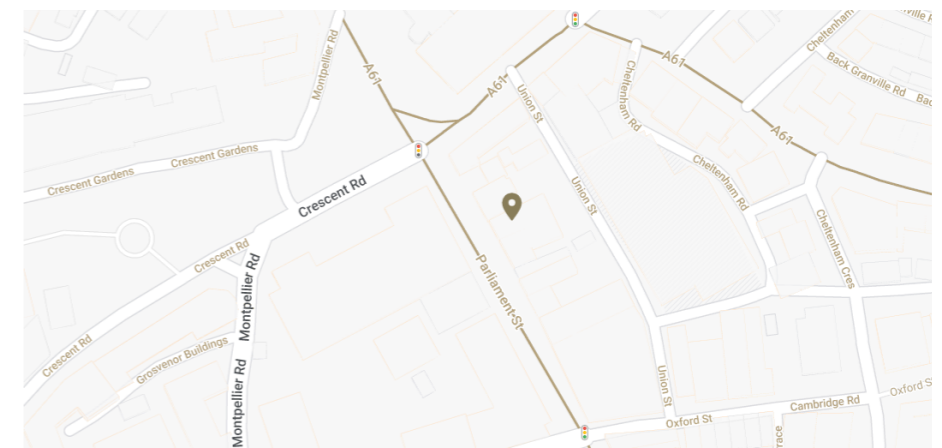 Montpellier Rd
A61
A61
Union St
A61
Cheltenham Rd
Cheltenham
Back Granville Rd
A61
Crescent Gardens
Crescent Gardens
Crescent Rd
Union St
Cheltenham Rd
Cheltenham Cres
Crescent Rd
Montpellier Rd
Parliament St
Crescent Rd
Grosvenor Buildings
Montpellier Rd
Union St
Oxford St
Cambridge Rd
Oxford S